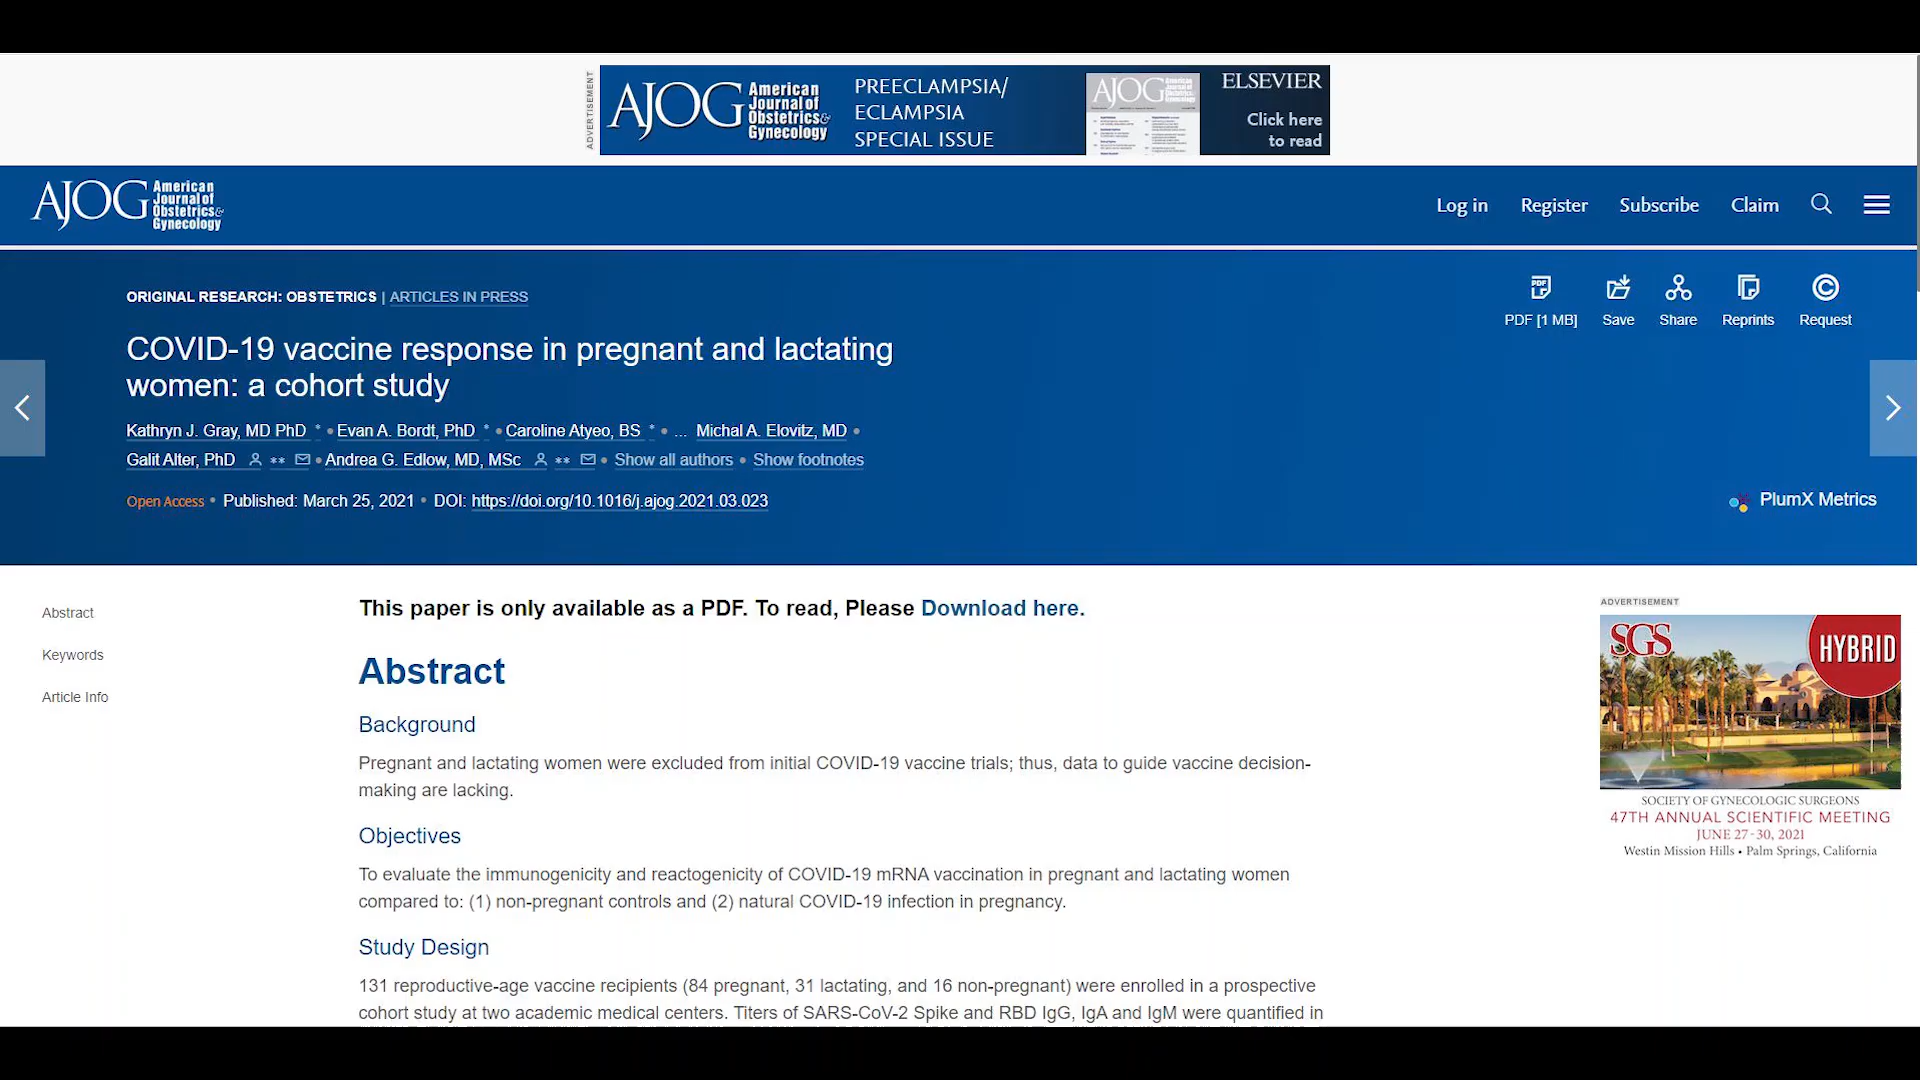 ADVERTISEMENT
AJOG American Journal of Obstetrics & Gynecology
PREECLAMPSIA/
ECLAMPSIA
SPECIAL ISSUE
AJOG
ELSEVIER
Click here
to read
AJOG American Journal of Obstetrics & Gynecology
Log in Register Subscribe Claim
ORIGINAL RESEARCH: OBSTETRICS | ARTICLES IN PRESS
PDF [1 MB] Save Share Reprints Request
COVID-19 vaccine response in pregnant and lactating
women: a cohort study
Kathryn J. Gray, MD PhD * • Evan A. Bordt, PhD * • Caroline Atyeo, BS * • ... Michal A. Elovitz, MD •
Galit Alter, PhD ** • Andrea G. Edlow, MD, MSc ** • Show all authors • Show footnotes
Open Access • Published: March 25, 2021 • DOI: https://doi.org/10.1016/j.ajog.2021.03.023
PlumX Metrics
Abstract
Keywords
Article Info
This paper is only available as a PDF. To read, Please Download here.
Abstract
Background
Pregnant and lactating women were excluded from initial COVID-19 vaccine trials; thus, data to guide vaccine decision-
making are lacking.
Objectives
To evaluate the immunogenicity and reactogenicity of COVID-19 mRNA vaccination in pregnant and lactating women
compared to: (1) non-pregnant controls and (2) natural COVID-19 infection in pregnancy.
Study Design
131 reproductive-age vaccine recipients (84 pregnant, 31 lactating, and 16 non-pregnant) were enrolled in a prospective
cohort study at two academic medical centers. Titers of SARS-CoV-2 Spike and RBD IgG, IgA and IgM were quantified in
ADVERTISEMENT
SGS
HYBRID
SOCIETY OF GYNECOLOGIC SURGEONS
47TH ANNUAL SCIENTIFIC MEETING
JUNE 27-30, 2021
Westin Mission Hills • Palm Springs, California